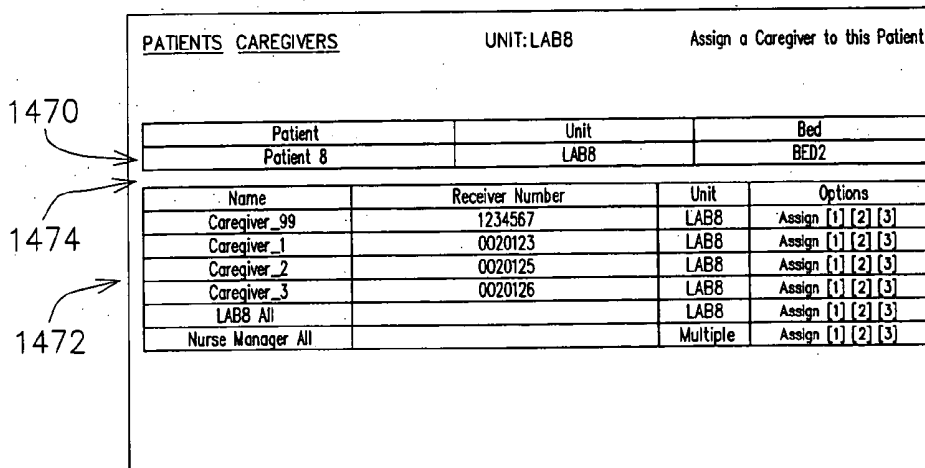 PATIENTS CAREGIVERS UNIT:LAB8 Assign a Caregiver to this Patient
1470
Patient Unit Bed
Patient 8 LAB8 BED2
1474
Name Receiver Number Unit Options
Caregiver_99 1234567 LAB8 Assign [1] [2] [3]
Caregiver_1 0020123 LAB8 Assign [1] [2] [3]
Caregiver_2 0020125 LAB8 Assign [1] [2] [3]
Caregiver_3 0020126 LAB8 Assign [1] [2] [3]
LAB8 All LAB8 Assign [1] [2] [3]
Nurse Manager All Multiple Assign [1] [2] [3]
1472